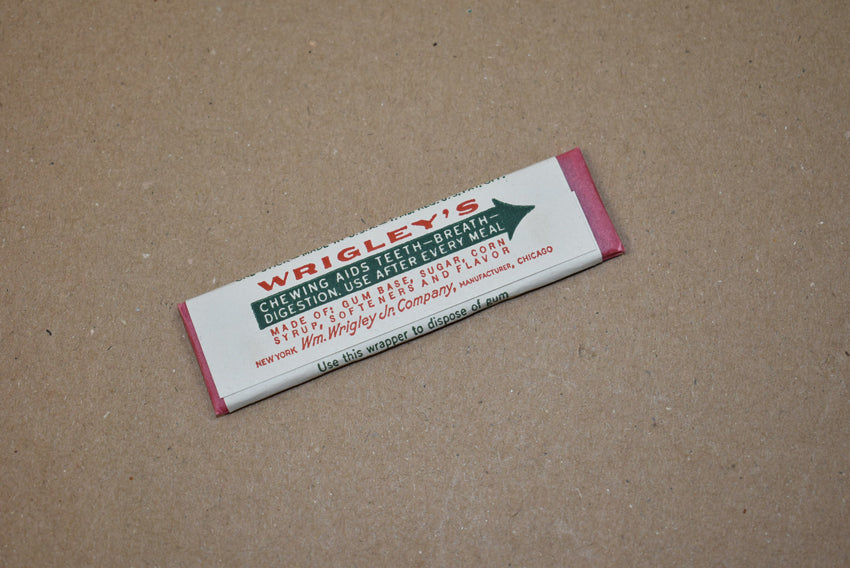 WRIGLEY'S
CHEWING AIDS TEETH—BREATH—
DIGESTION. USE AFTER EVERY MEAL
MADE OF: GUM BASE, SUGAR, CORN
SYRUP, SOFTENERS AND FLAVOR
NEW YORK Wm. Wrigley Jr. Company, MANUFACTURER, CHICAGO
Use this wrapper to dispose of gum